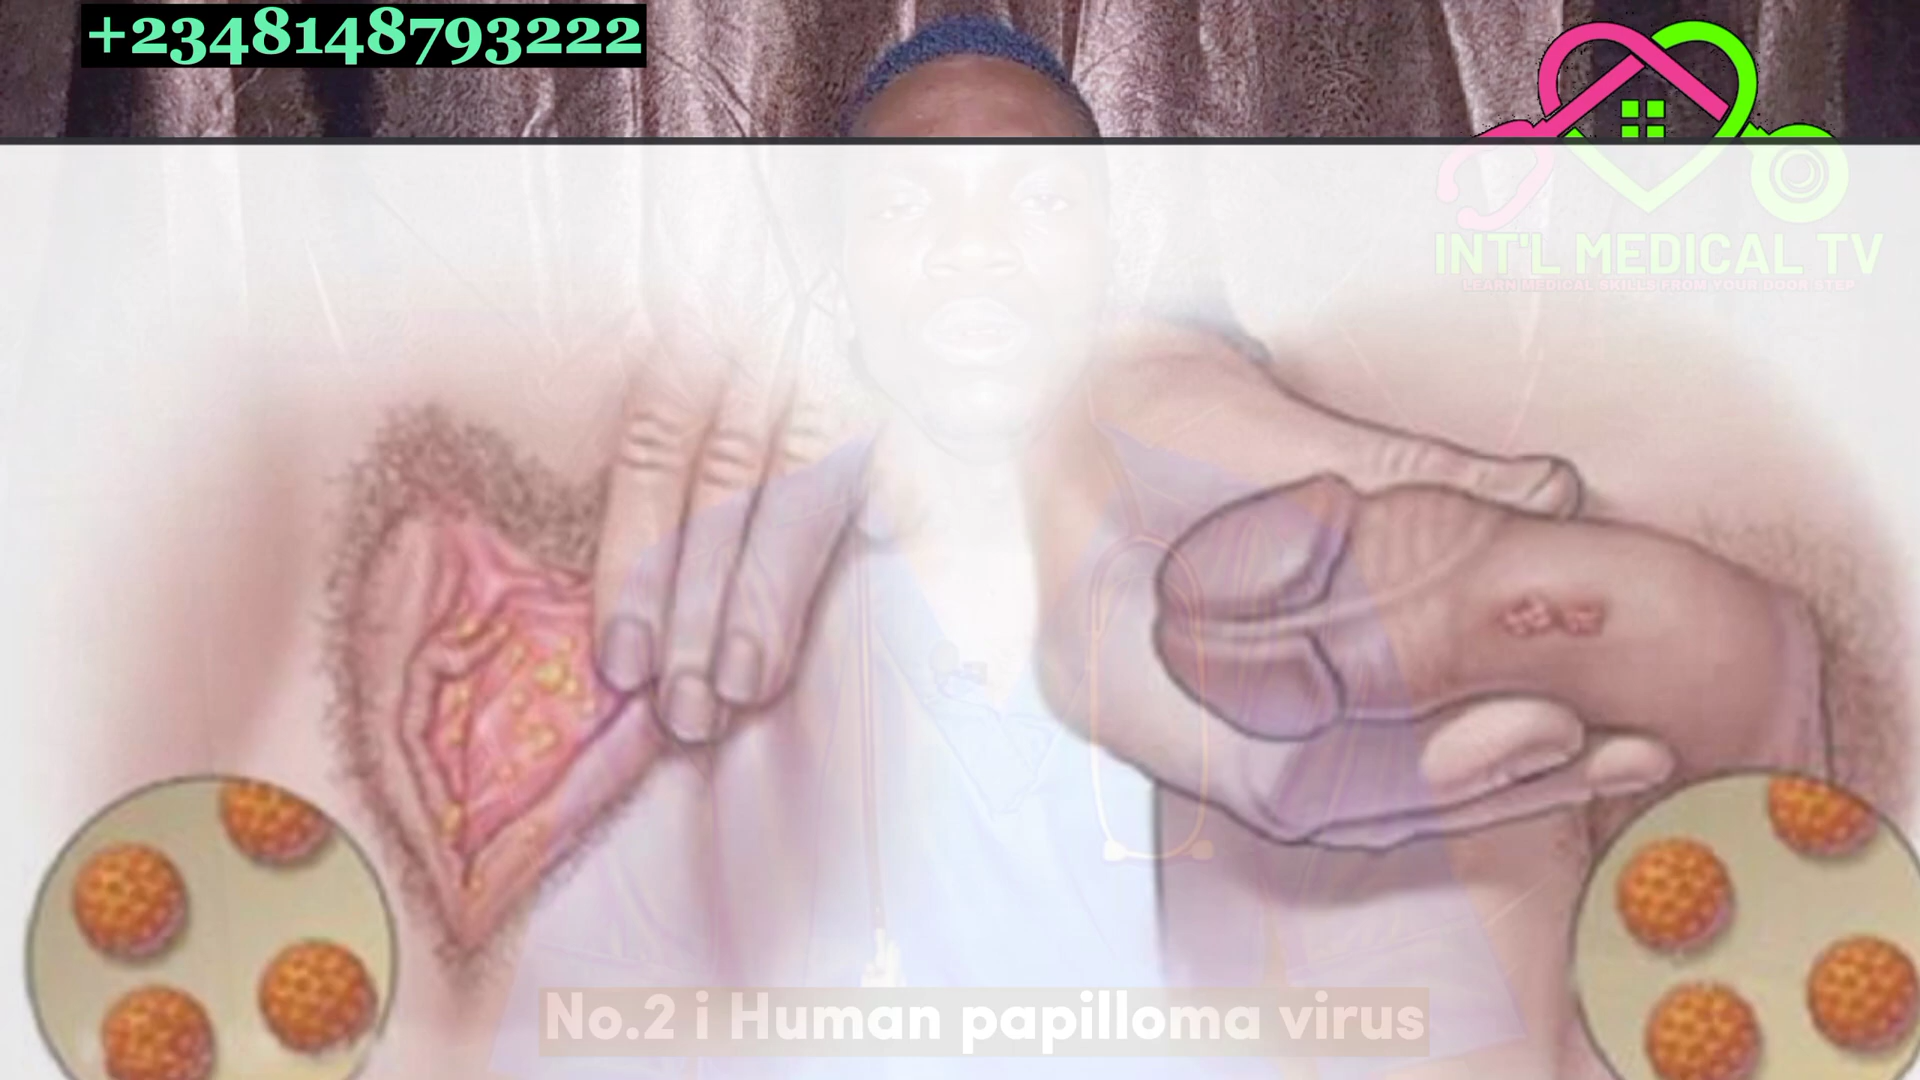 +2348148793222
INT'L MEDICAL TV
LEARN MEDICAL SKILLS FROM YOUR DOOR STEP
No.2 i Human papilloma virus